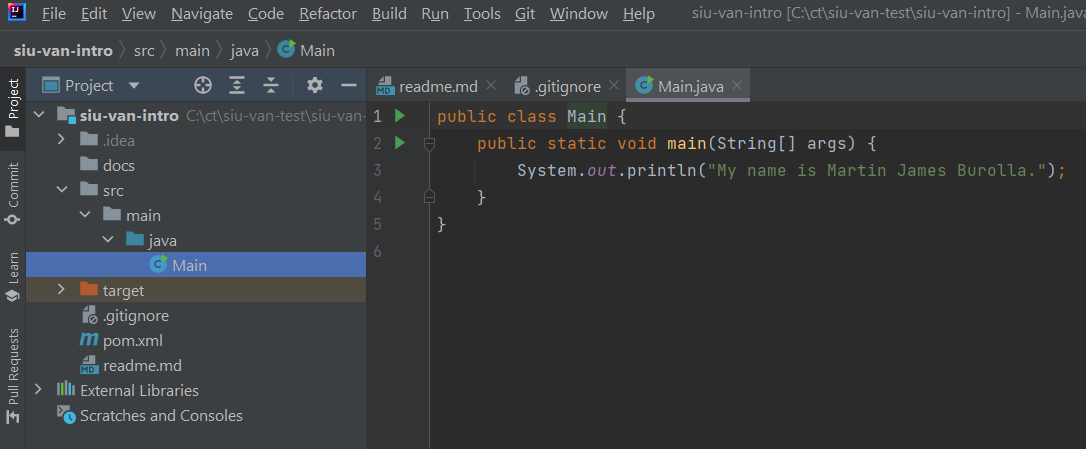 File Edit View Navigate Code Refactor Build Run Tools Git Window Help siu-van-intro [C:\ct\siu-van-test\siu-van-intro] - Main.java
siu-van-intro src main java Main
Project
readme.md .gitignore Main.java
siu-van-intro C:\ct\siu-van-test\siu-van-
.idea
docs
src
main
java
Main
target
.gitignore
pom.xml
readme.md
External Libraries
Scratches and Consoles
Project
Commit
Learn
Pull Requests
1 public class Main {
2 public static void main(String[] args) {
3 System.out.println("My name is Martin James Burolla.");
4 }
5 }
6